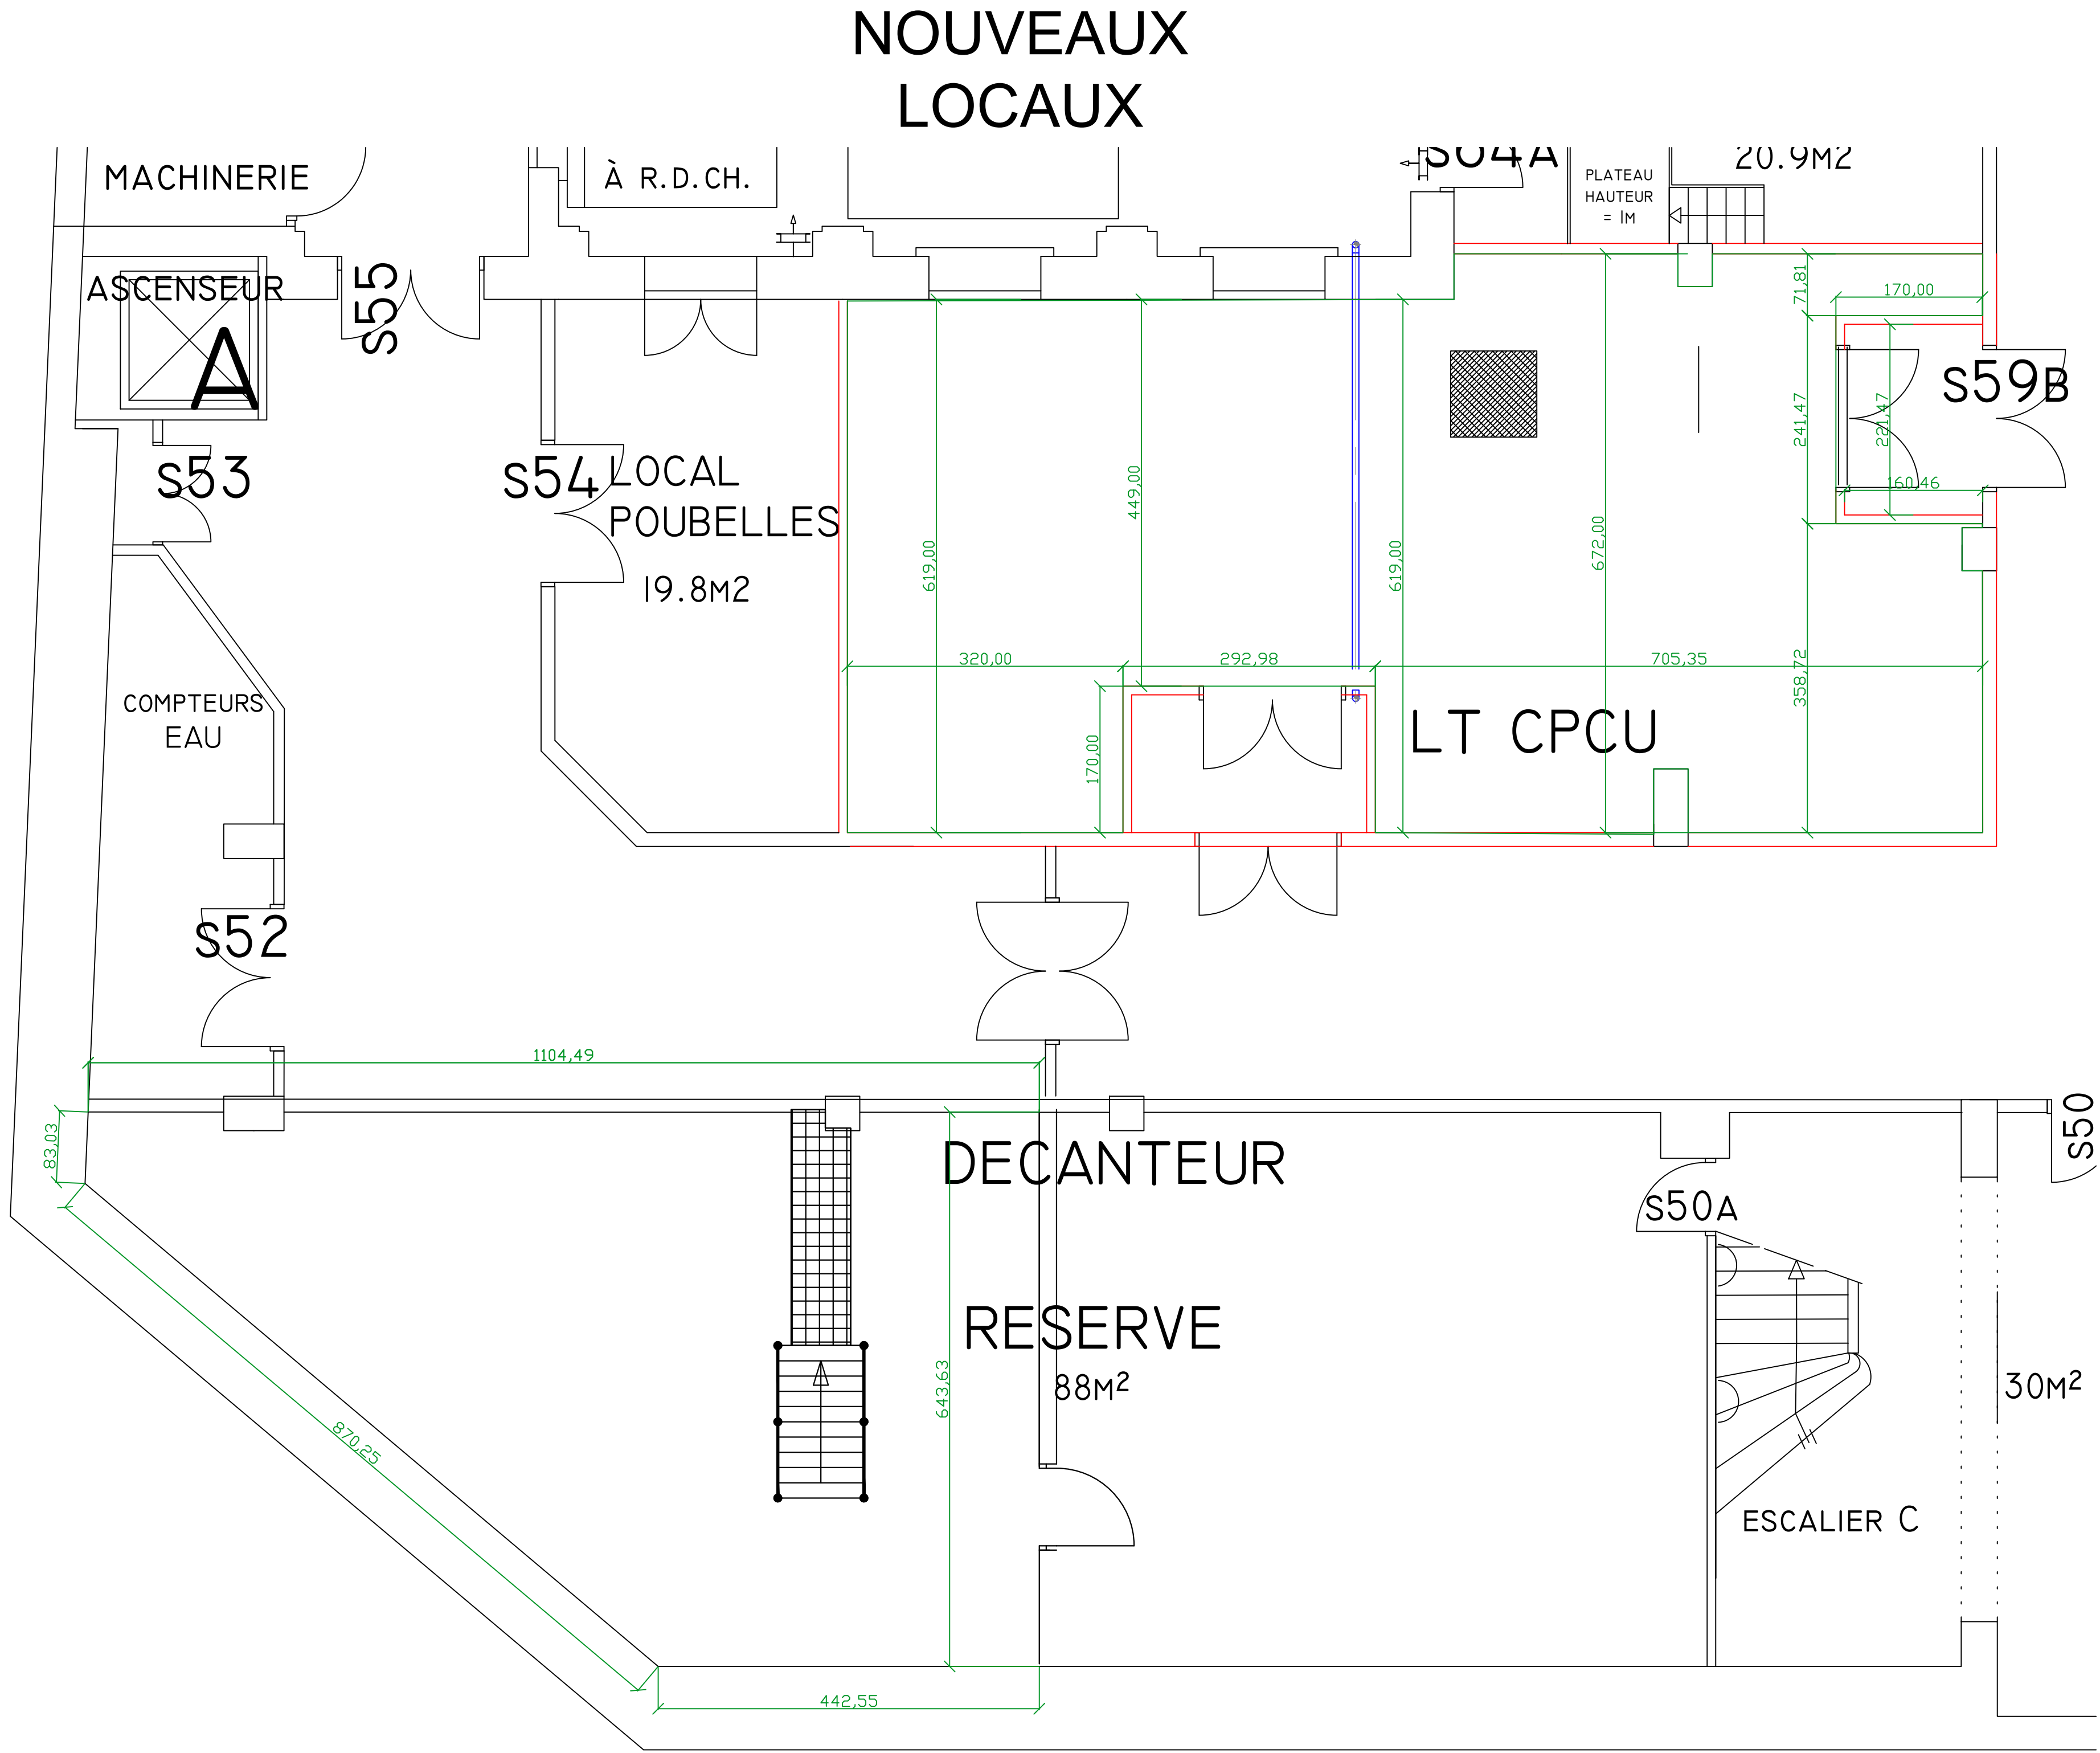 NOUVEAUX
LOCAUX
MACHINERIE
À R.D.CH.
S64A
PLATEAU
HAUTEUR
= 1M
20.9M2
ASCENSEUR
A
S55
71,81
170,00
S59B
241,47
221,47
160,46
S53
S54
LOCAL
POUBELLES
19.8M2
449,00
619,00
619,00
672,00
320,00
292,98
705,35
358,72
COMPTEURS
EAU
170,00
LT CPCU
S52
1104,49
83,03
DECANTEUR
S50
S50A
RESERVE
88M²
643,63
30M²
870,25
ESCALIER C
442,55